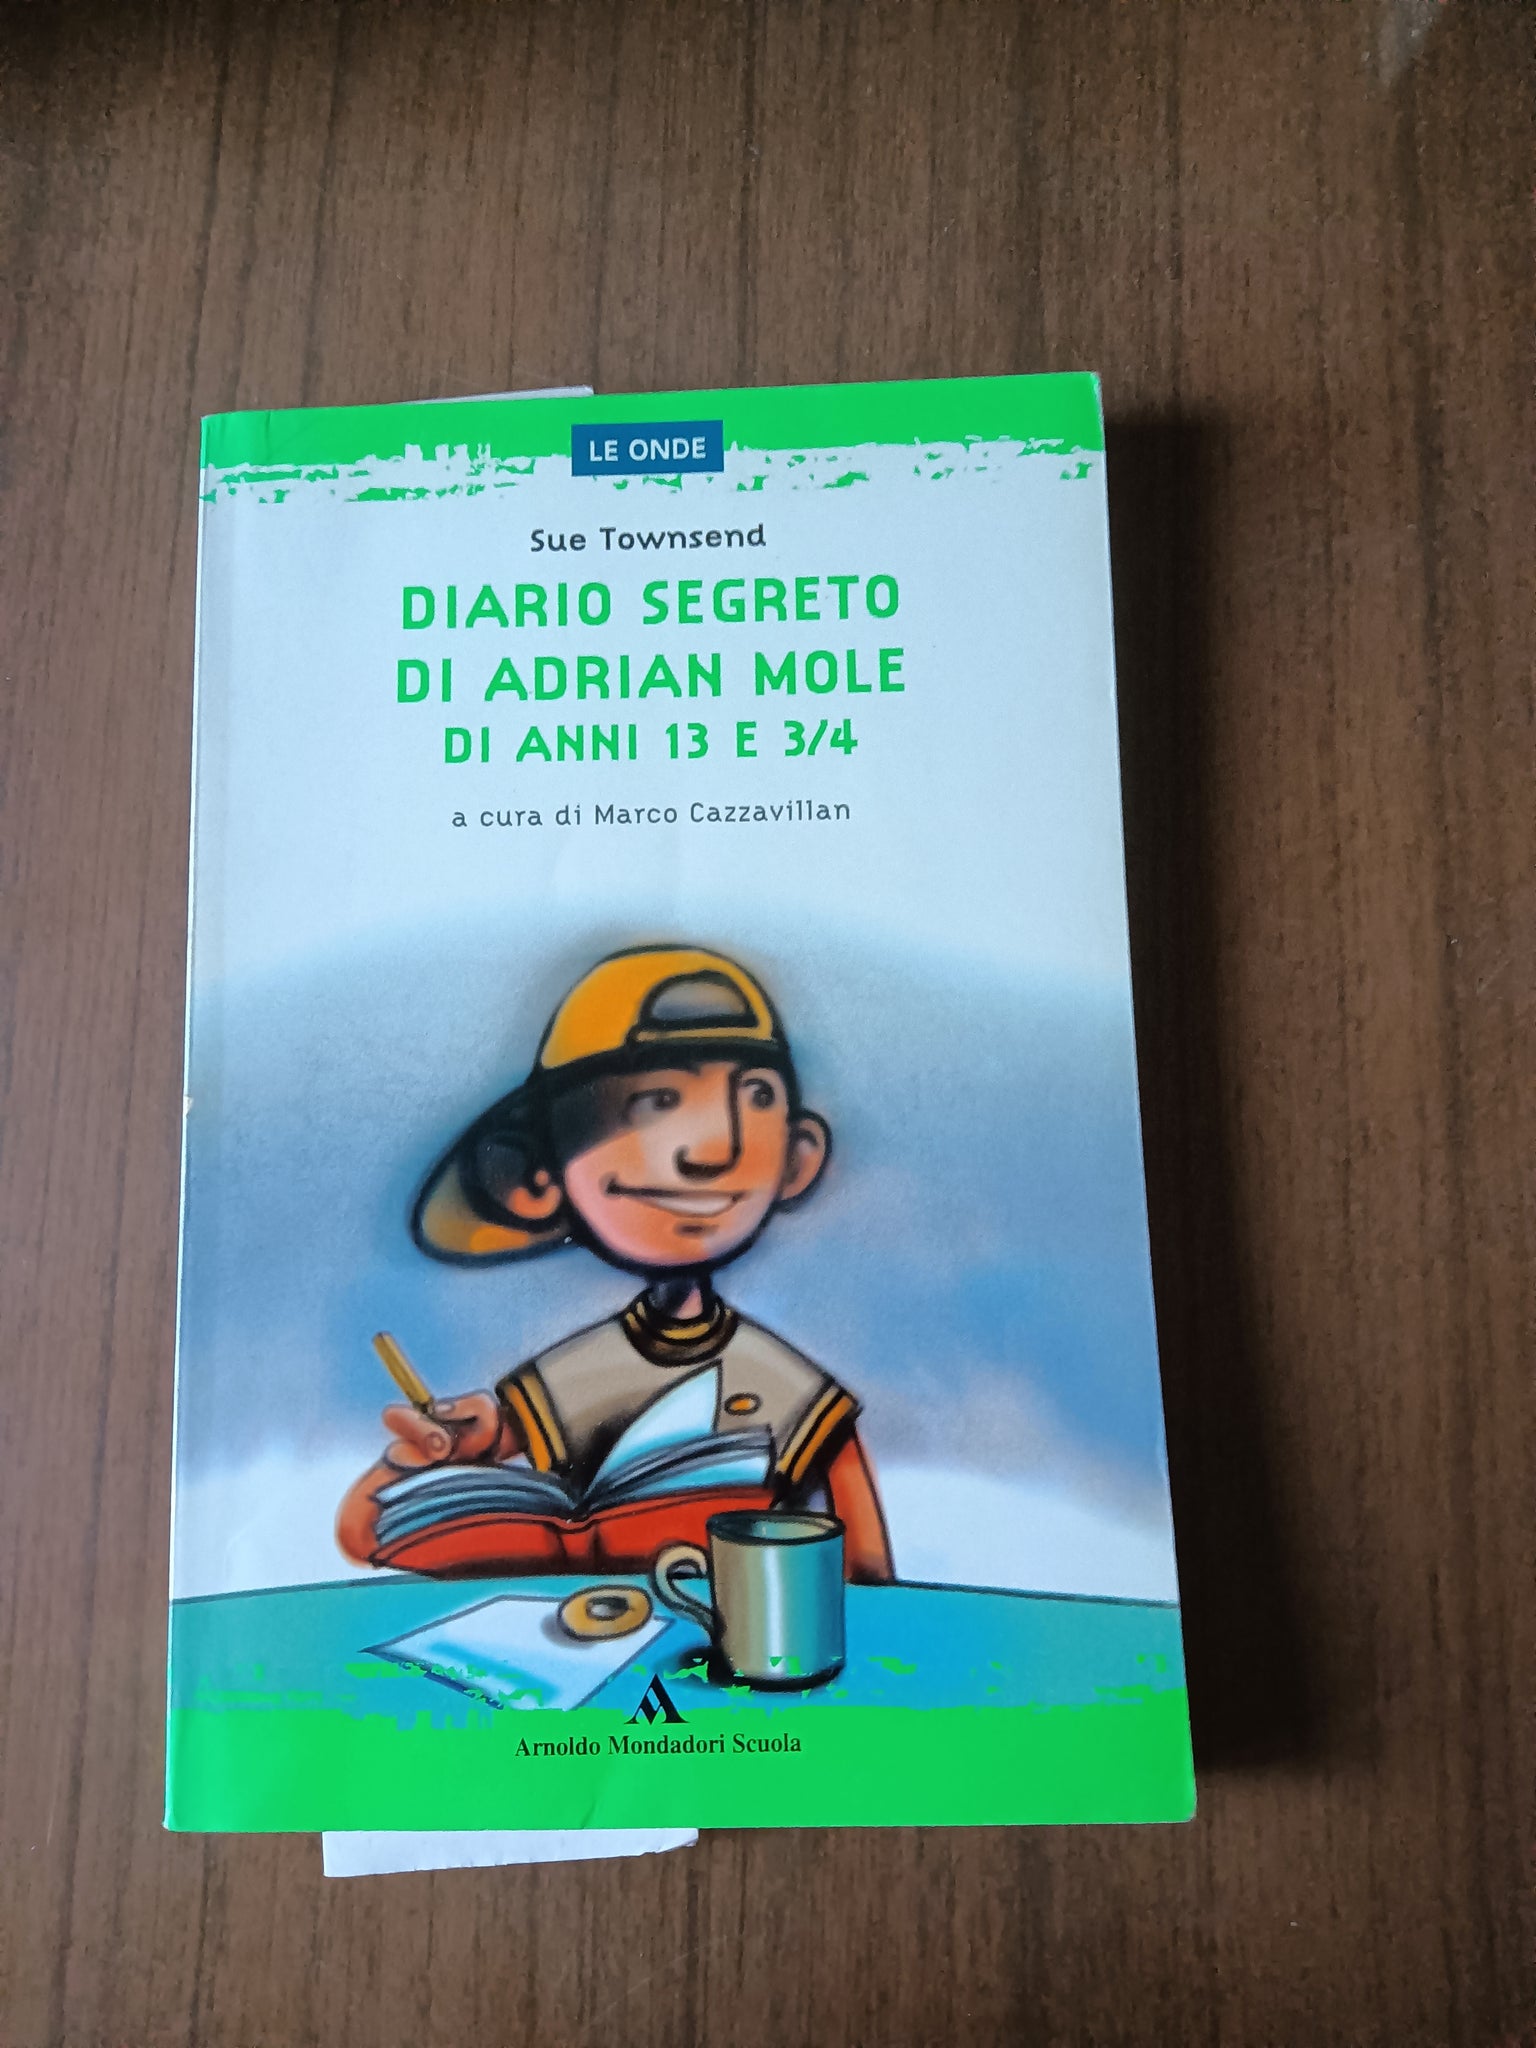 LE ONDE
Sue Townsend
DIARIO SEGRETO
DI ADRIAN MOLE
DI ANNI 13 E 3/4
a cura di Marco Cazzavillan
Arnoldo Mondadori Scuola